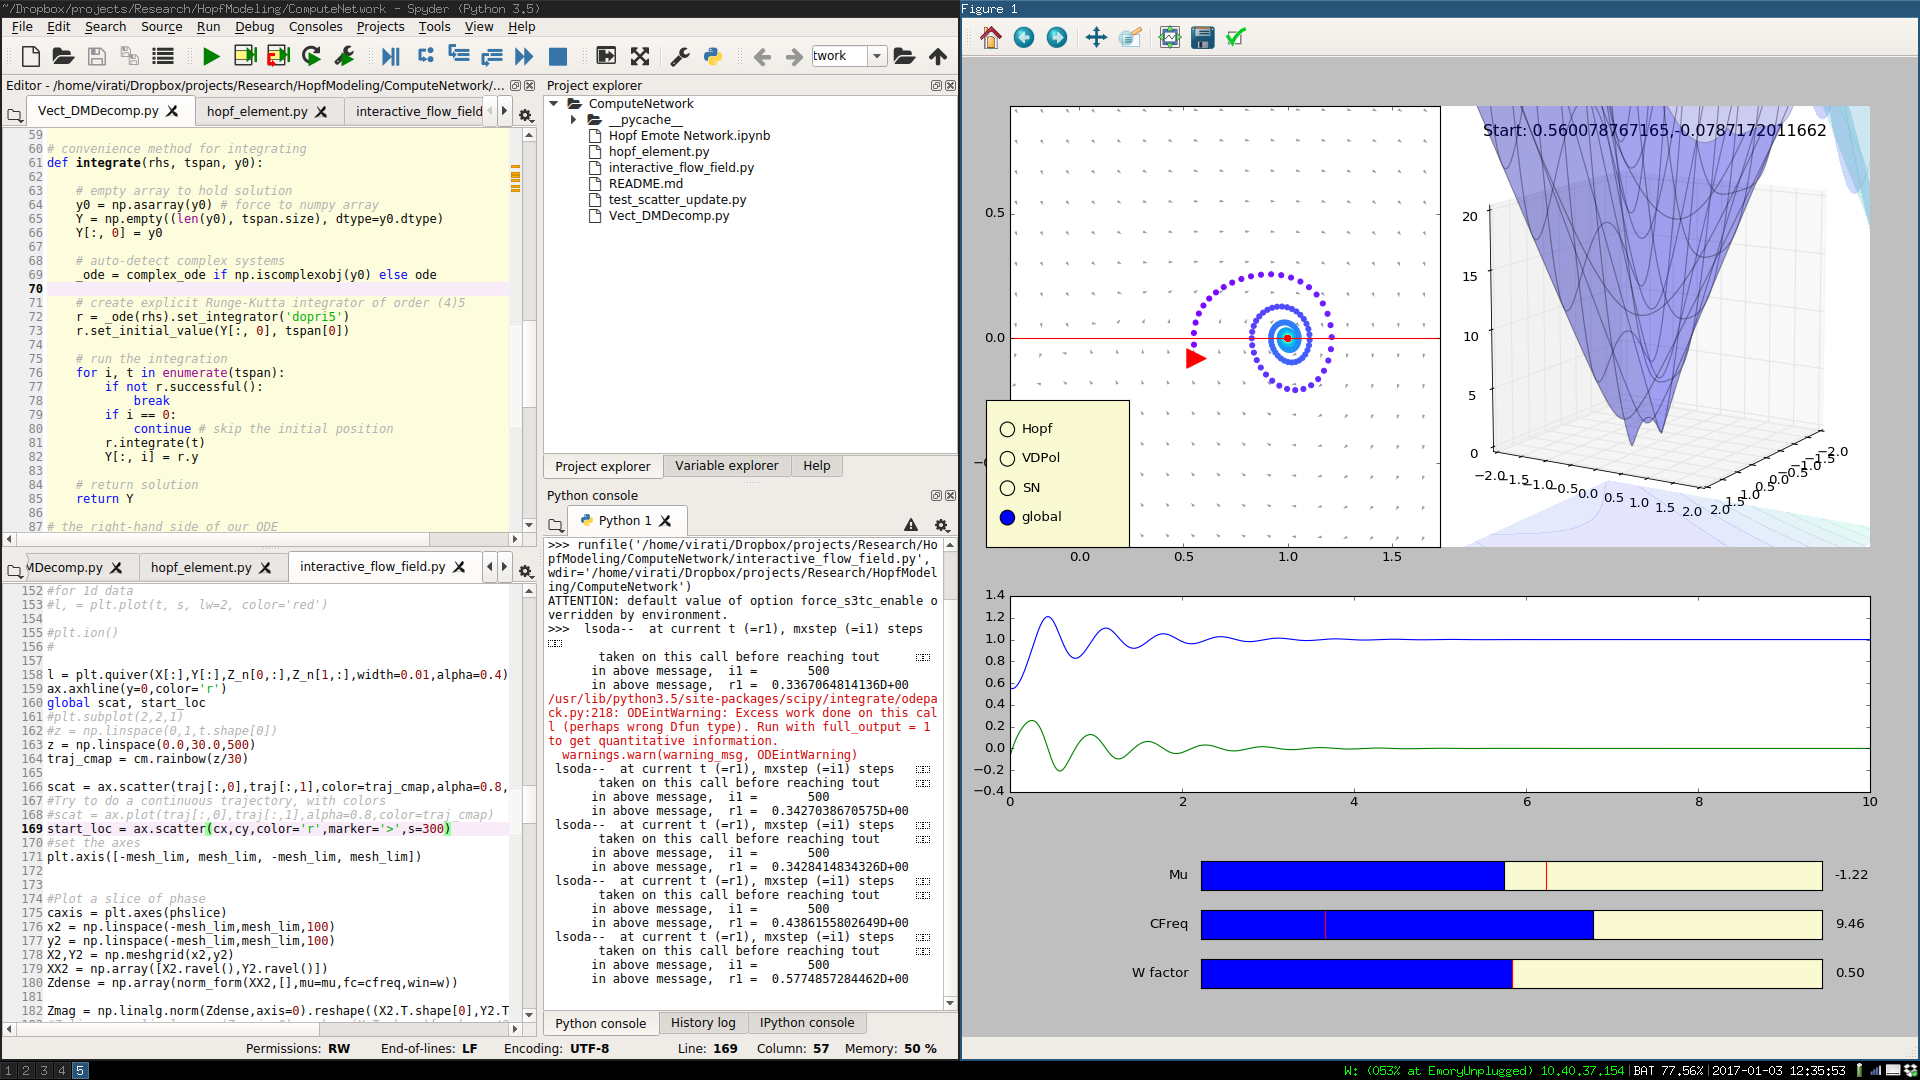 ~/Dropbox/projects/Research/HopfModeling/ComputeNetwork - Spyder (Python 3.5)
File Edit Search Source Run Debug Consoles Projects Tools View Help
twork
Editor - /home/virati/Dropbox/projects/Research/HopfModeling/ComputeNetwork/...
Vect_DMDecomp.py hopf_element.py interactive_flow_field
59
60 # convenience method for integrating
61 def integrate(rhs, tspan, y0):
62
63 # empty array to hold solution
64 y0 = np.asarray(y0) # force to numpy array
65 Y = np.empty((len(y0), tspan.size), dtype=y0.dtype)
66 Y[:, 0] = y0
67
68 # auto-detect complex systems
69 _ode = complex_ode if np.iscomplexobj(y0) else ode
70
71 # create explicit Runge-Kutta integrator of order (4)5
72 r = _ode(rhs).set_integrator('dopri5')
73 r.set_initial_value(Y[:, 0], tspan[0])
74
75 # run the integration
76 for i, t in enumerate(tspan):
77 if not r.successful():
78 break
79 if i == 0:
80 continue # skip the initial position
81 r.integrate(t)
82 Y[:, i] = r.y
83
84 # return solution
85 return Y
86
87 # the right-hand side of our ODE
MDecomp.py hopf_element.py interactive_flow_field.py
152 #for 1d data
153 #l, = plt.plot(t, s, lw=2, color='red')
154
155 #plt.ion()
156 #
157
158 l = plt.quiver(X[:],Y[:],Z_n[0,:],Z_n[1,:],width=0.01,alpha=0.4)
159 ax.axhline(y=0,color='r')
160 global scat, start_loc
161 #plt.subplot(2,2,1)
162 #z = np.linspace(0,1,t.shape[0])
163 z = np.linspace(0.0,30.0,500)
164 traj_cmap = cm.rainbow(z/30)
165
166 scat = ax.scatter(traj[:,0],traj[:,1],color=traj_cmap,alpha=0.8,
167 #Try to do a continuous trajectory, with colors
168 #scat = ax.plot(traj[:,0],traj[:,1],alpha=0.8,color=traj_cmap)
169 start_loc = ax.scatter(cx,cy,color='r',marker='>',s=300)
170 #set the axes
171 plt.axis([-mesh_lim, mesh_lim, -mesh_lim, mesh_lim])
172
173
174 #Plot a slice of phase
175 caxis = plt.axes(phslice)
176 x2 = np.linspace(-mesh_lim,mesh_lim,100)
177 y2 = np.linspace(-mesh_lim,mesh_lim,100)
178 X2,Y2 = np.meshgrid(x2,y2)
179 XX2 = np.array([X2.ravel(),Y2.ravel()])
180 Zdense = np.array(norm_form(XX2,[],mu=mu,fc=cfreq,win=w))
181
182 Zmag = np.linalg.norm(Zdense,axis=0).reshape((X2.T.shape[0],Y2.T
Project explorer
ComputeNetwork
__pycache__
Hopf Emote Network.ipynb
hopf_element.py
interactive_flow_field.py
README.md
test_scatter_update.py
Vect_DMDecomp.py
Project explorer Variable explorer Help
Python console
Python 1
>>> runfile('/home/virati/Dropbox/projects/Research/Ho
pfModeling/ComputeNetwork/interactive_flow_field.py',
wdir='/home/virati/Dropbox/projects/Research/HopfModel
ing/ComputeNetwork')
ATTENTION: default value of option force_s3tc_enable o
verridden by environment.
>>> lsoda-- at current t (=r1), mxstep (=i1) steps
taken on this call before reaching tout
in above message, i1 = 500
in above message, r1 = 0.3367064814136D+00
/usr/lib/python3.5/site-packages/scipy/integrate/odepa
ck.py:218: ODEintWarning: Excess work done on this cal
l (perhaps wrong Dfun type). Run with full_output = 1
to get quantitative information.
warnings.warn(warning_msg, ODEintWarning)
lsoda-- at current t (=r1), mxstep (=i1) steps
taken on this call before reaching tout
in above message, i1 = 500
in above message, r1 = 0.3427038670575D+00
lsoda-- at current t (=r1), mxstep (=i1) steps
taken on this call before reaching tout
in above message, i1 = 500
in above message, r1 = 0.3428414834326D+00
lsoda-- at current t (=r1), mxstep (=i1) steps
taken on this call before reaching tout
in above message, i1 = 500
in above message, r1 = 0.4386155802649D+00
lsoda-- at current t (=r1), mxstep (=i1) steps
taken on this call before reaching tout
in above message, i1 = 500
in above message, r1 = 0.5774857284462D+00
Python console History log IPython console
Permissions: RW End-of-lines: LF Encoding: UTF-8 Line: 169 Column: 57 Memory: 50 %
Figure 1
0.5
0.0
0.0 0.5 1.0 1.5
Hopf
VDPol
SN
global
Start: 0.560078767165,-0.0787172011662
20
15
10
5
0
−2.0 −1.5 −1.0 −0.5 0.0 0.5 1.0 1.5 2.0
2.0 1.5 1.0 0.5 0.0 −0.5 −1.0 −1.5 −2.0
1.4
1.2
1.0
0.8
0.6
0.4
0.2
0.0
−0.2
−0.4
0 2 4 6 8 10
Mu -1.22
CFreq 9.46
W factor 0.50
1 2 3 4 5
W: (053% at EmoryUnplugged) 10.40.37.154|BAT 77.56%|2017-01-03 12:35:53